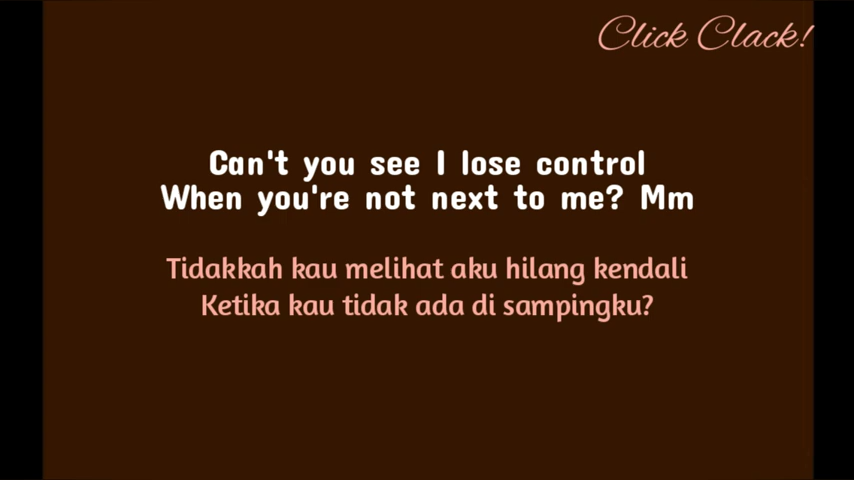 Click Clack!
Can't you see I lose control
When you're not next to me? Mm
Tidakkah kau melihat aku hilang kendali
Ketika kau tidak ada di sampingku?